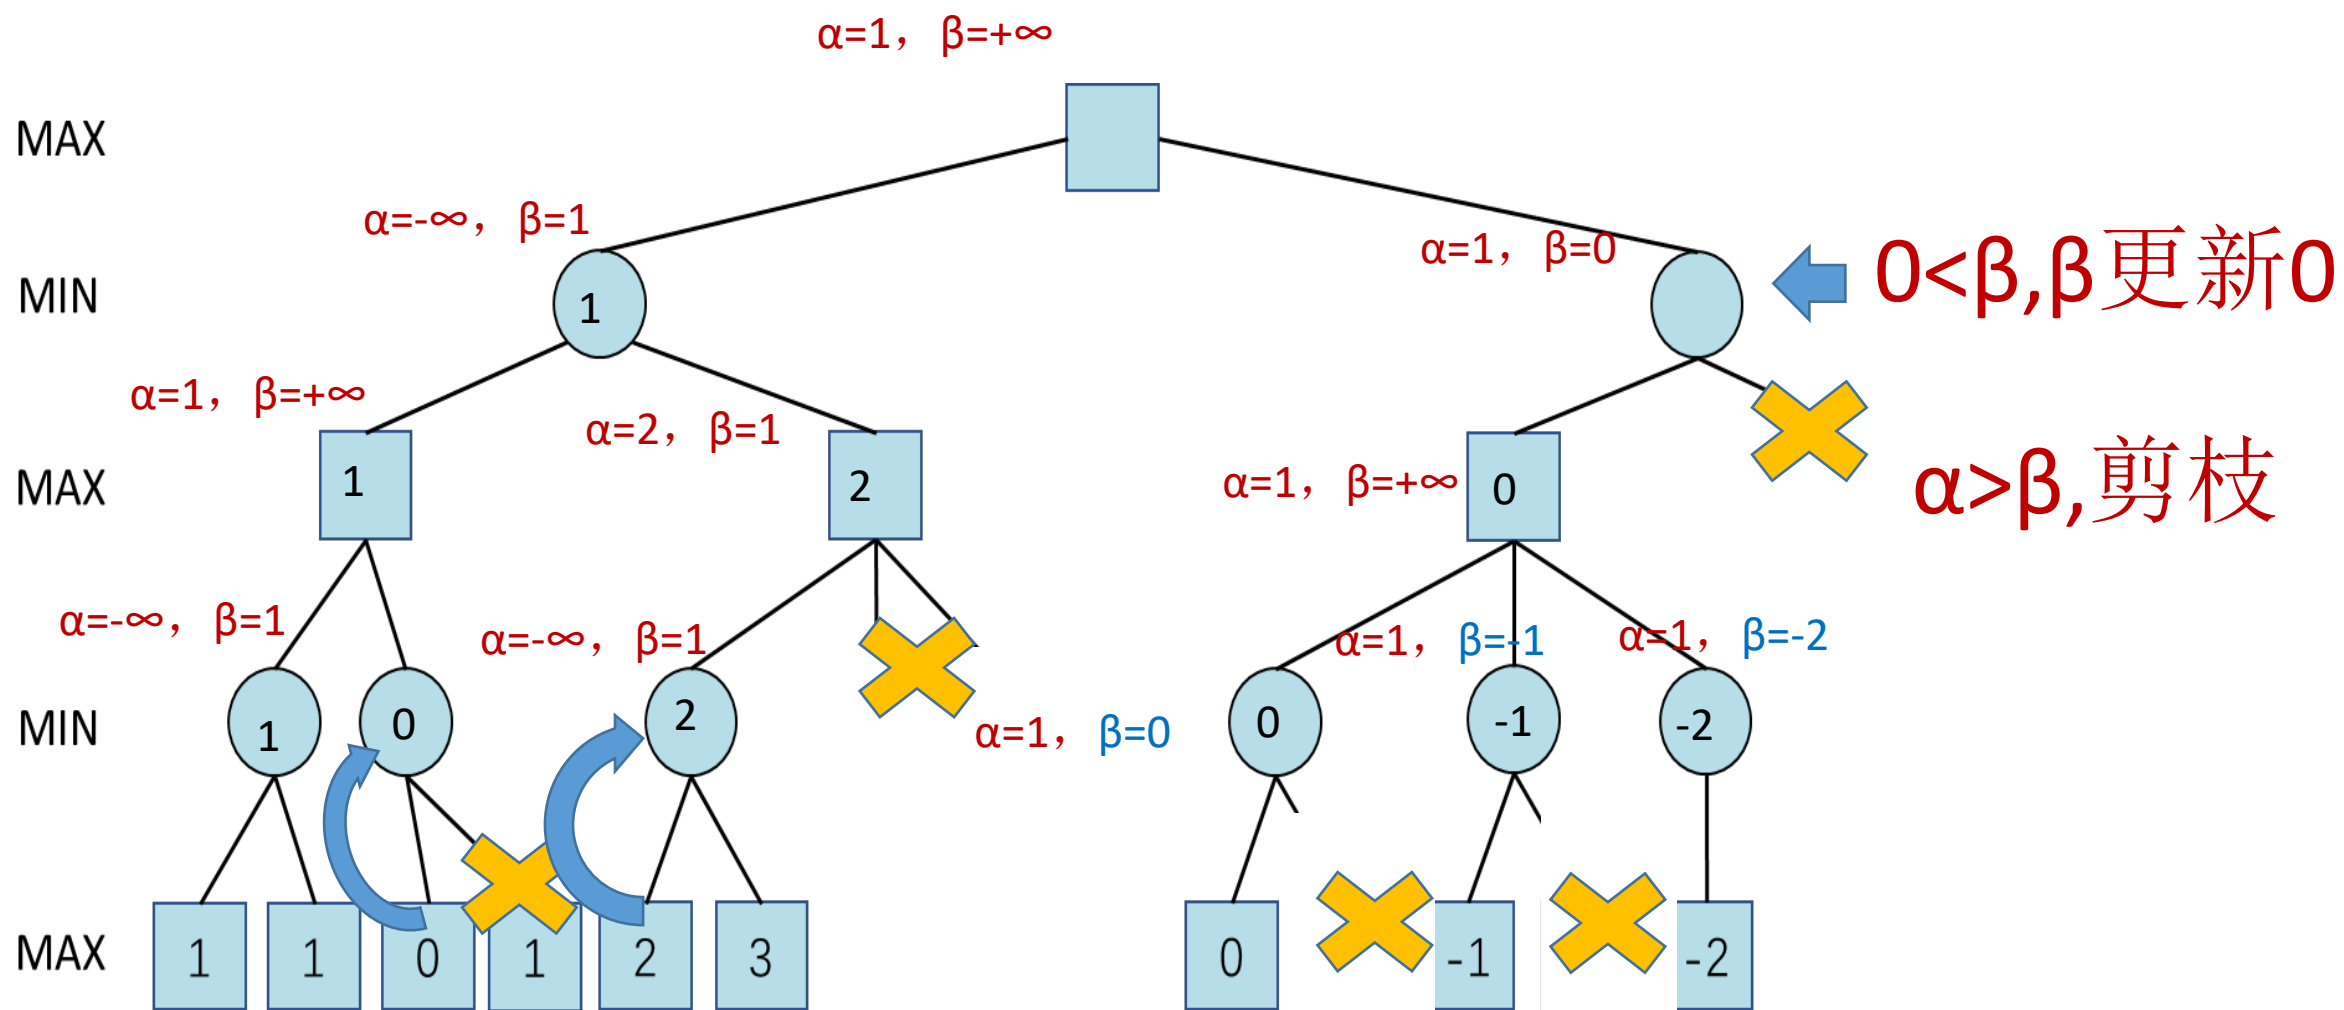 α=1，β=+∞
MAX
α=-∞，β=1
α=1，β=0
0<β,β更新0
MIN
1
α=1，β=+∞
α=2，β=1
α>β,剪枝
MAX
1
2
α=1，β=+∞
0
α=-∞，β=1
α=-∞，β=1
α=1，β=-1
α=1，β=-2
MIN
1
0
2
α=1，β=0
0
-1
-2
MAX
1
1
0
1
2
3
0
-1
-2